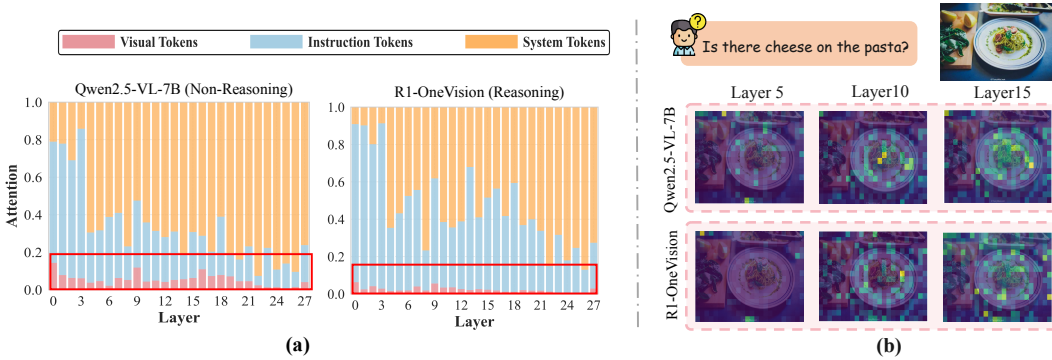 Visual Tokens Instruction Tokens System Tokens
Qwen2.5-VL-7B (Non-Reasoning)
Attention
1.0
0.8
0.6
0.4
0.2
0.0
0 3 6 9 12 15 18 21 24 27
Layer
R1-OneVision (Reasoning)
1.0
0.8
0.6
0.4
0.2
0.0
0 3 6 9 12 15 18 21 24 27
Layer
(a)
?
Is there cheese on the pasta?
Layer 5 Layer10 Layer15
Qwen2.5-VL-7B
R1-OneVision
(b)